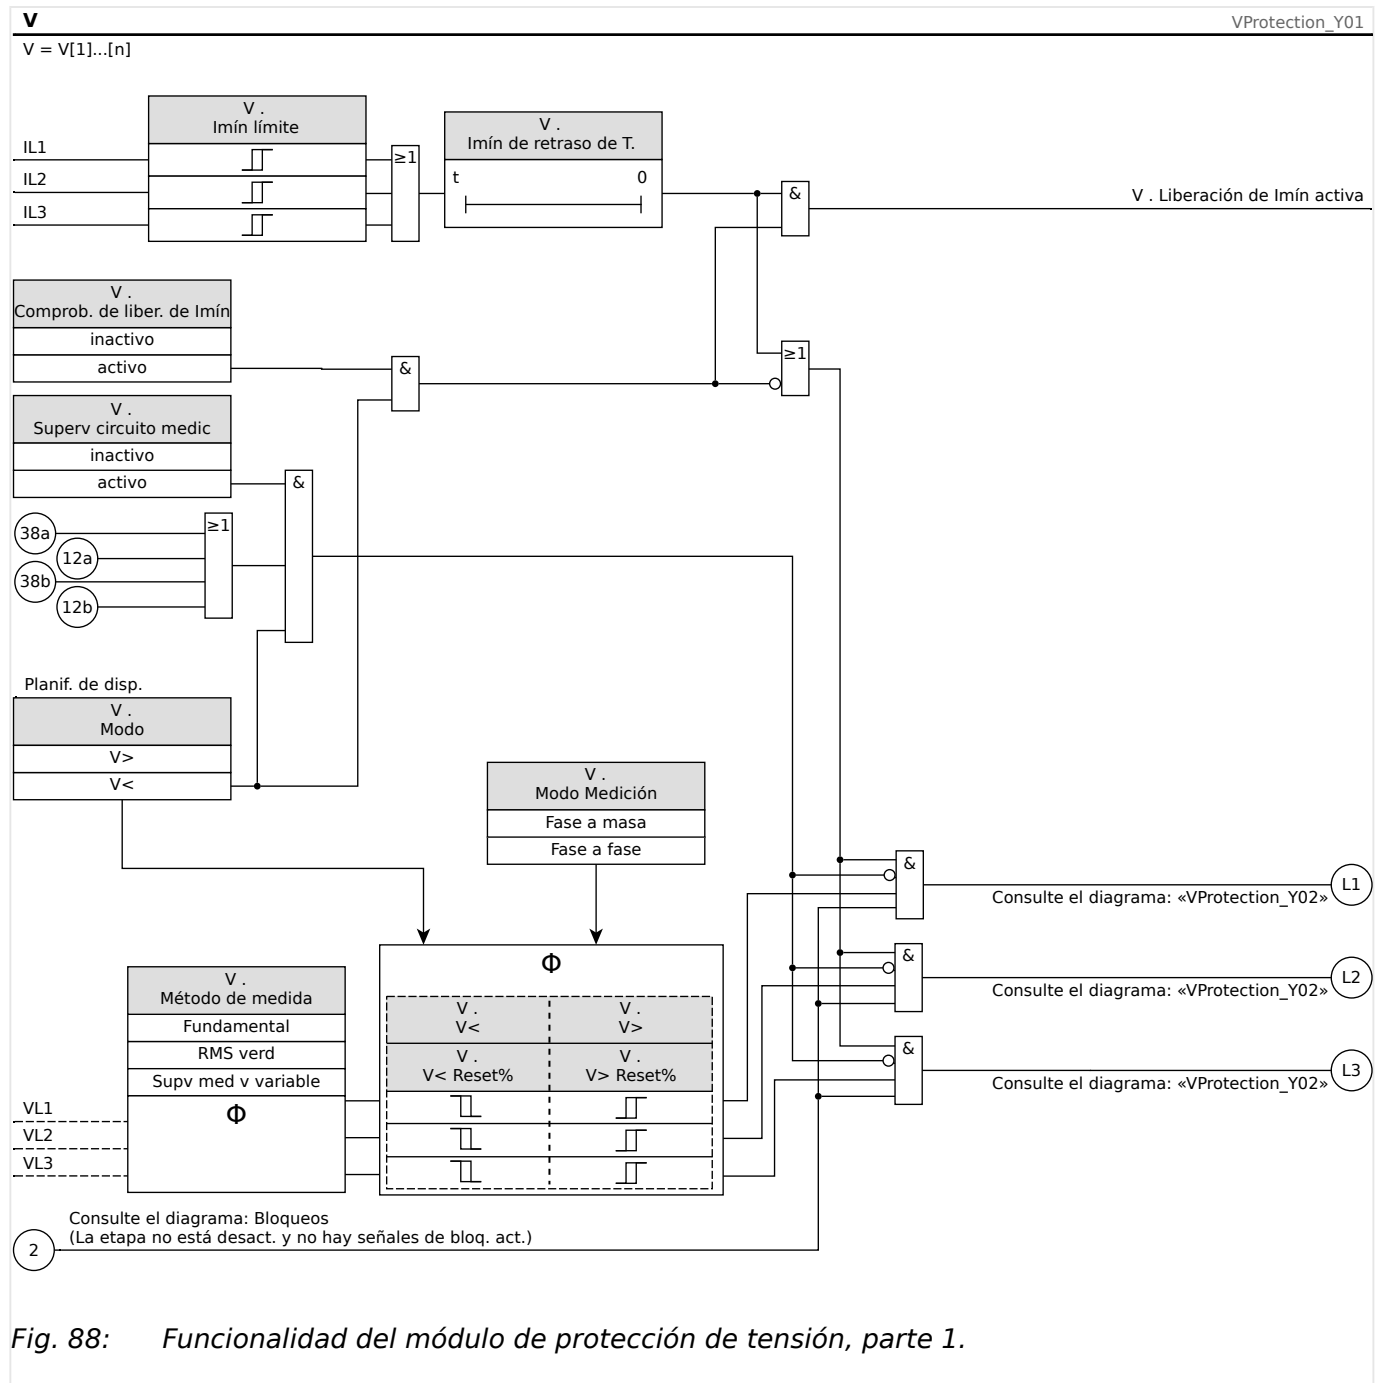 V
VProtection_Y01
V = V[1]...[n]
V .
Imín límite
IL1
IL2
IL3
≥1
V .
Imín de retraso de T.
t
0
&
V . Liberación de Imín activa
V .
Comprob. de liber. de Imín
inactivo
activo
&
≥1
V .
Superv circuito medic
inactivo
activo
&
≥1
38a
12a
38b
12b
Planif. de disp.
V .
Modo
V>
V<
V .
Modo Medición
Fase a masa
Fase a fase
&
L1
Consulte el diagrama: «VProtection_Y02»
&
L2
Consulte el diagrama: «VProtection_Y02»
&
L3
Consulte el diagrama: «VProtection_Y02»
V .
Método de medida
Fundamental
RMS verd
Supv med v variable
Φ
VL1
VL2
VL3
Φ
V .
V<
V .
V>
V .
V< Reset%
V .
V> Reset%
2
Consulte el diagrama: Bloqueos
(La etapa no está desact. y no hay señales de bloq. act.)
Fig. 88: Funcionalidad del módulo de protección de tensión, parte 1.